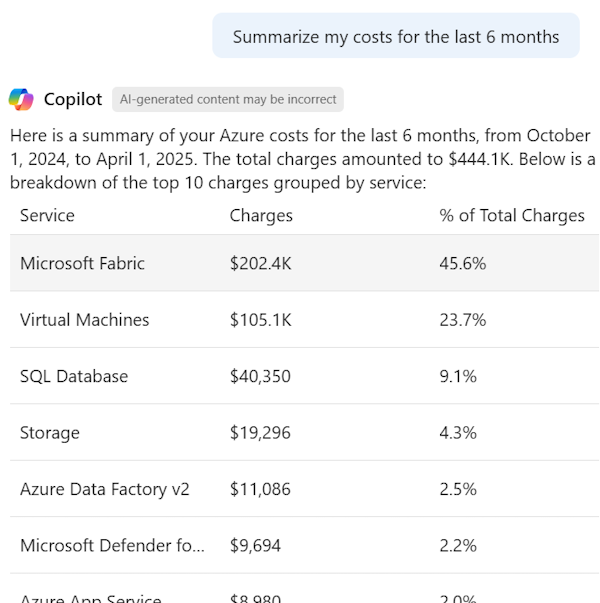 Summarize my costs for the last 6 months
Copilot AI-generated content may be incorrect
Here is a summary of your Azure costs for the last 6 months, from October
1, 2024, to April 1, 2025. The total charges amounted to $444.1K. Below is a
breakdown of the top 10 charges grouped by service:
Service Charges % of Total Charges
Microsoft Fabric $202.4K 45.6%
Virtual Machines $105.1K 23.7%
SQL Database $40,350 9.1%
Storage $19,296 4.3%
Azure Data Factory v2 $11,086 2.5%
Microsoft Defender fo... $9,694 2.2%
Azure App Service $8,980 2.0%